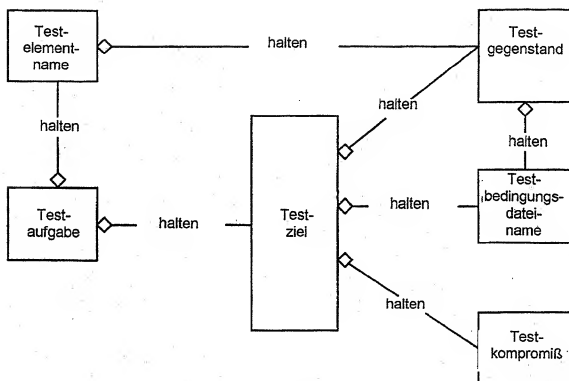 Test-
element-
name
halten
Test-
gegenstand
halten
halten
halten
Test-
aufgabe
halten
Test-
ziel
halten
Test-
bedingungs-
datei-
name
halten
Test-
kompromiß